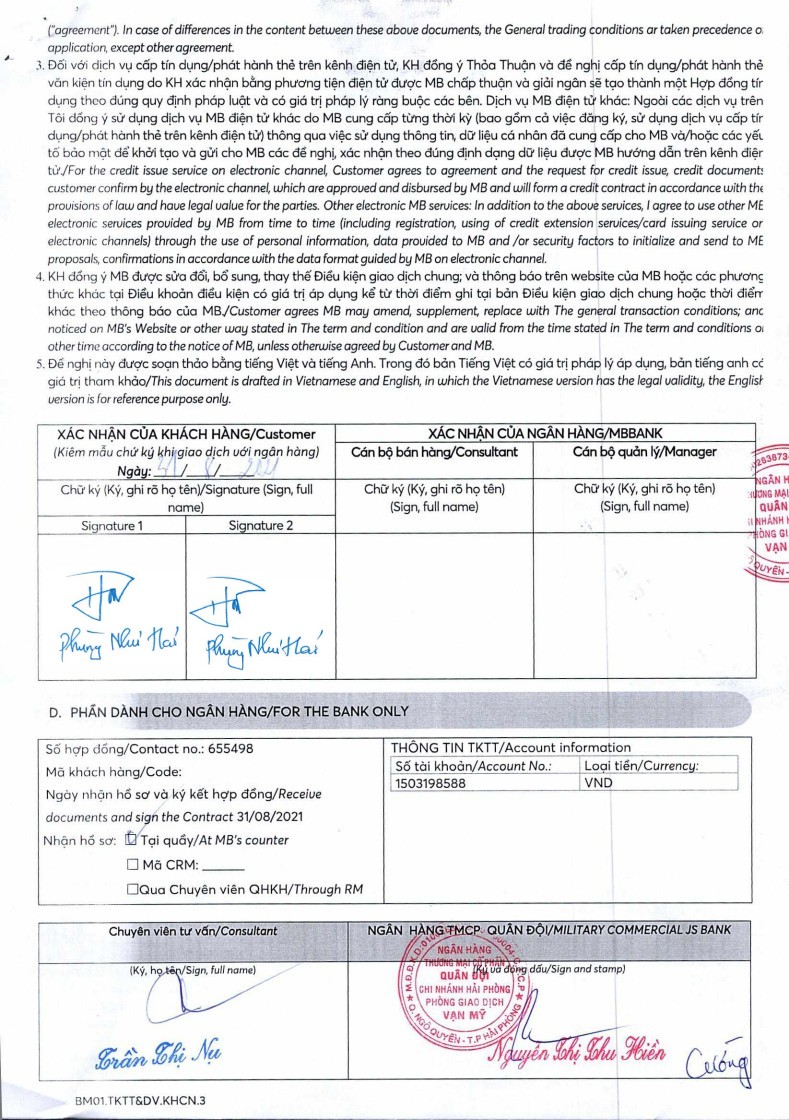 ("agreement"). In case of differences in the content between these above documents, the General trading conditions ar taken precedence o
application, except other agreement.
3. Đối với dịch vụ cấp tín dụng/phát hành thẻ trên kênh điện tử, KH đồng ý Thỏa Thuận và đề nghị cấp tín dụng/phát hành thẻ
văn kiện tín dụng do KH xác nhận bằng phương tiện điện tử được MB chấp thuận và giải ngân sẽ tạo thành một Hợp đồng tín
dụng theo đúng quy định pháp luật và có giá trị pháp lý ràng buộc các bên. Dịch vụ MB điện tử khác: Ngoài các dịch vụ trên
Tôi đồng ý sử dụng dịch vụ MB điện tử khác do MB cung cấp từng thời kỳ (bao gồm cả việc đăng ký, sử dụng dịch vụ cấp tín
dụng/phát hành thẻ trên kênh điện tử) thông qua việc sử dụng thông tin, dữ liệu cá nhân đã cung cấp cho MB và/hoặc các yếu
tố bảo mật để khởi tạo và gửi cho MB các đề nghị, xác nhận theo đúng định dạng dữ liệu được MB hướng dẫn trên kênh điện
tử./For the credit issue service on electronic channel, Customer agrees to agreement and the request for credit issue, credit documents
customer confirm by the electronic channel, which are approved and disbursed by MB and will form a credit contract in accordance with the
provisions of law and have legal value for the parties. Other electronic MB services: In addition to the above services, I agree to use other MB
electronic services provided by MB from time to time (including registration, using of credit extension services/card issuing service on
electronic channels) through the use of personal information, data provided to MB and /or security factors to initialize and send to MB
proposals, confirmations in accordance with the data format guided by MB on electronic channel.
4. KH đồng ý MB được sửa đổi, bổ sung, thay thế Điều kiện giao dịch chung; và thông báo trên website của MB hoặc các phương
thức khác tại Điều khoản điều kiện có giá trị áp dụng kể từ thời điểm ghi tại bản Điều kiện giao dịch chung hoặc thời điểm
khác theo thông báo của MB./Customer agrees MB may amend, supplement, replace with The general transaction conditions; and
noticed on MB's Website or other way stated in The term and condition and are valid from the time stated in The term and conditions o
other time according to the notice of MB, unless otherwise agreed by Customer and MB.
5. Đề nghị này được soạn thảo bằng tiếng Việt và tiếng Anh. Trong đó bản Tiếng Việt có giá trị pháp lý áp dụng, bản tiếng anh có
giá trị tham khảo/This document is drafted in Vietnamese and English, in which the Vietnamese version has the legal validity, the English
version is for reference purpose only.
XÁC NHẬN CỦA KHÁCH HÀNG/Customer
(Kiêm mẫu chữ ký khi giao dịch với ngân hàng)
Ngày: 31/ 8 / 2021
XÁC NHẬN CỦA NGÂN HÀNG/MBBANK
Cán bộ bán hàng/Consultant
Cán bộ quản lý/Manager
Chữ ký (Ký, ghi rõ họ tên)/Signature (Sign, full
name)
Chữ ký (Ký, ghi rõ họ tên)
(Sign, full name)
Chữ ký (Ký, ghi rõ họ tên)
(Sign, full name)
Signature 1
Signature 2
Phùng Như Hải
Phùng Như Hải
NGÂN H
QUÂN
VẠN
D. PHẦN DÀNH CHO NGÂN HÀNG/FOR THE BANK ONLY
Số hợp đồng/Contact no.: 655498
Mã khách hàng/Code:
Ngày nhận hồ sơ và ký kết hợp đồng/Receive
documents and sign the Contract 31/08/2021
Nhận hồ sơ: ☐ Tại quầy/At MB's counter
☐ Mã CRM: ______
☐Qua Chuyên viên QHKH/Through RM
THÔNG TIN TKTT/Account information
Số tài khoản/Account No.: Loại tiền/Currency:
1503198588 VND
Chuyên viên tư vấn/Consultant
(Ký, họ tên/Sign, full name)
Trần Thị Nụ
NGÂN HÀNG TMCP QUÂN ĐỘI/MILITARY COMMERCIAL JS BANK
(Ký và đóng dấu/Sign and stamp)
NGÂN HÀNG
THƯƠNG MẠI CỔ PHẦN
QUÂN ĐỘI
CHI NHÁNH HẢI PHÒNG
PHÒNG GIAO DỊCH
VẠN MỸ
Q. NGÔ QUYỀN - T.P HẢI PHÒNG
Nguyễn Thị Thu Hiền
BM01.TKTT&DV.KHCN.3